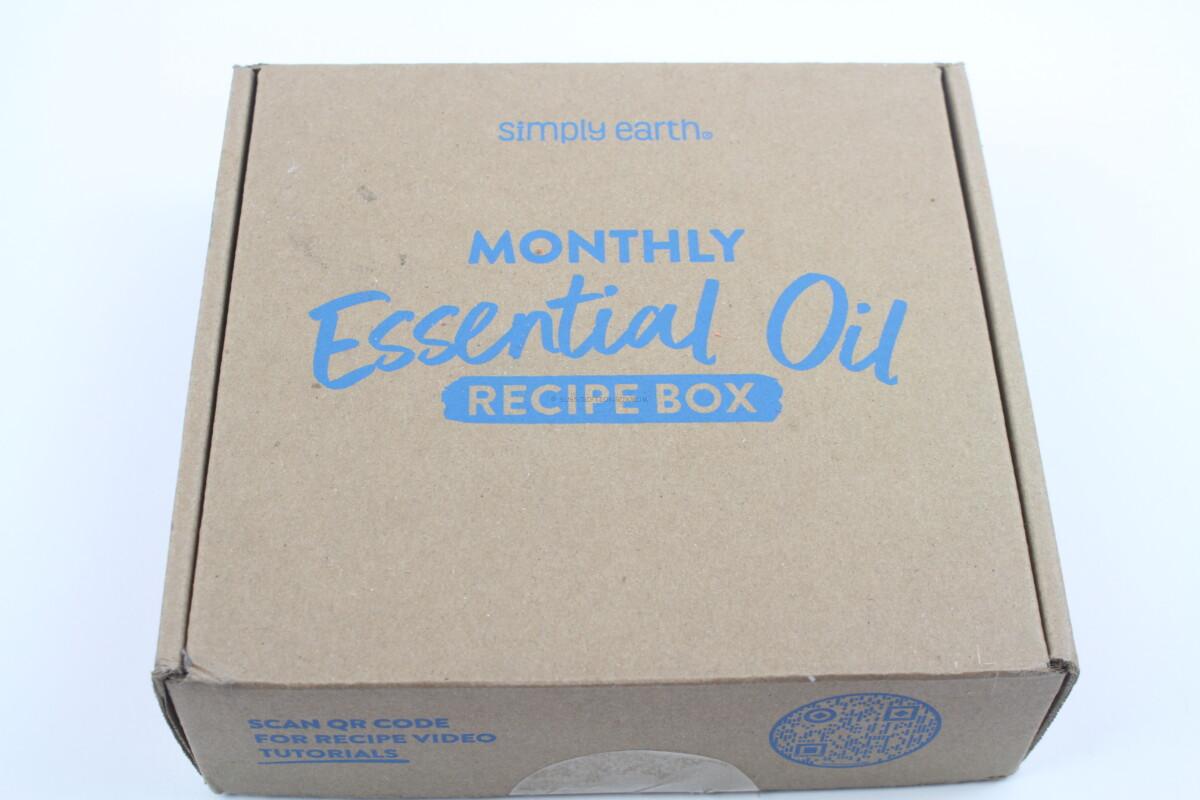 simply earth®
MONTHLY
Essential Oil
RECIPE BOX
SCAN QR CODE
FOR RECIPE VIDEO
TUTORIALS